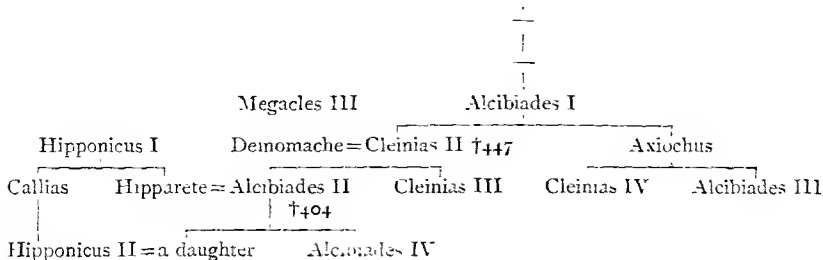 Megacles III Alcibiades I
Hipponicus I Deinomache = Cleinias II †447 Axiochus
Callias Hipparete = Alcibiades II Cleinias III Cleinias IV Alcibiades III
†404
Hipponicus II = a daughter Alcibiades IV